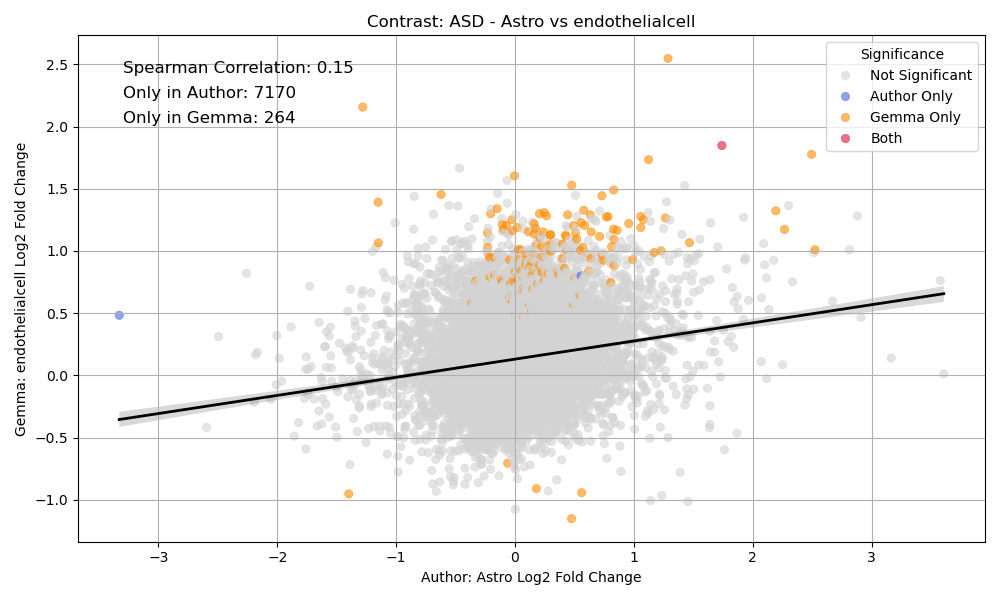 Contrast: ASD - Astro vs endothelialcell
Spearman Correlation: 0.15
Only in Author: 7170
Only in Gemma: 264
Significance
Not Significant
Author Only
Gemma Only
Both
Gemma: endothelialcell Log2 Fold Change
2.5
2.0
1.5
1.0
0.5
0.0
−0.5
−1.0
−3
−2
−1
0
1
2
3
Author: Astro Log2 Fold Change